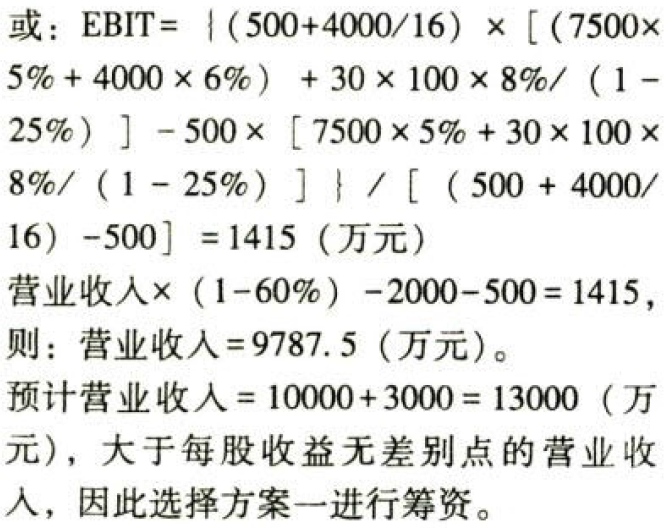 或：EBIT= {（500+4000/16）×［（7500×
5%+4000×6%）+30×100×8%/（1-
25%）］-500×［7500×5%+30×100×
8%/（1-25%）］}/［（500+4000/
16）-500］=1415（万元）
营业收入×（1-60%）-2000-500=1415，
则：营业收入=9787.5（万元）。
预计营业收入=10000+3000=13000（万
元），大于每股收益无差别点的营业收
入，因此选择方案一进行筹资。